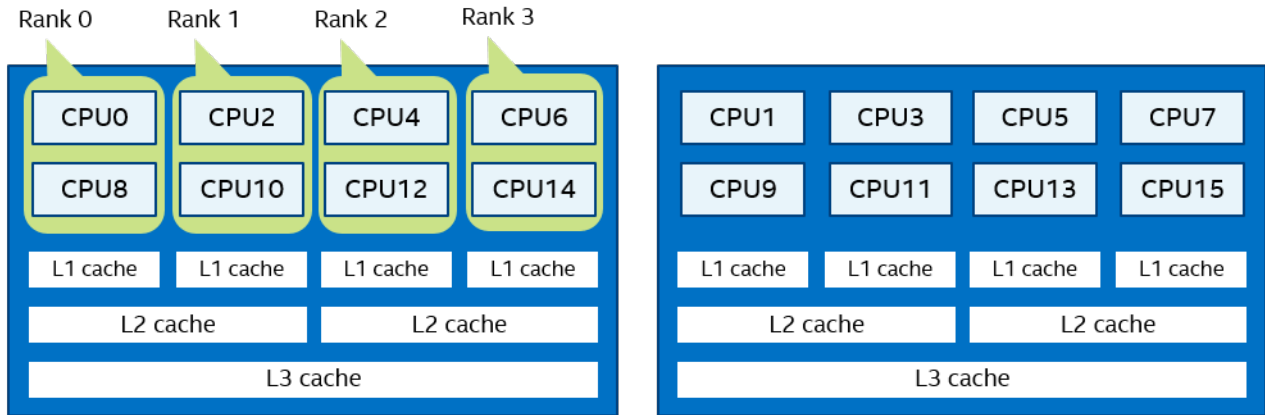 Rank 0 Rank 1 Rank 2 Rank 3
CPU0 CPU2 CPU4 CPU6
CPU8 CPU10 CPU12 CPU14
L1 cache L1 cache L1 cache L1 cache
L2 cache L2 cache
L3 cache
CPU1 CPU3 CPU5 CPU7
CPU9 CPU11 CPU13 CPU15
L1 cache L1 cache L1 cache L1 cache
L2 cache L2 cache
L3 cache